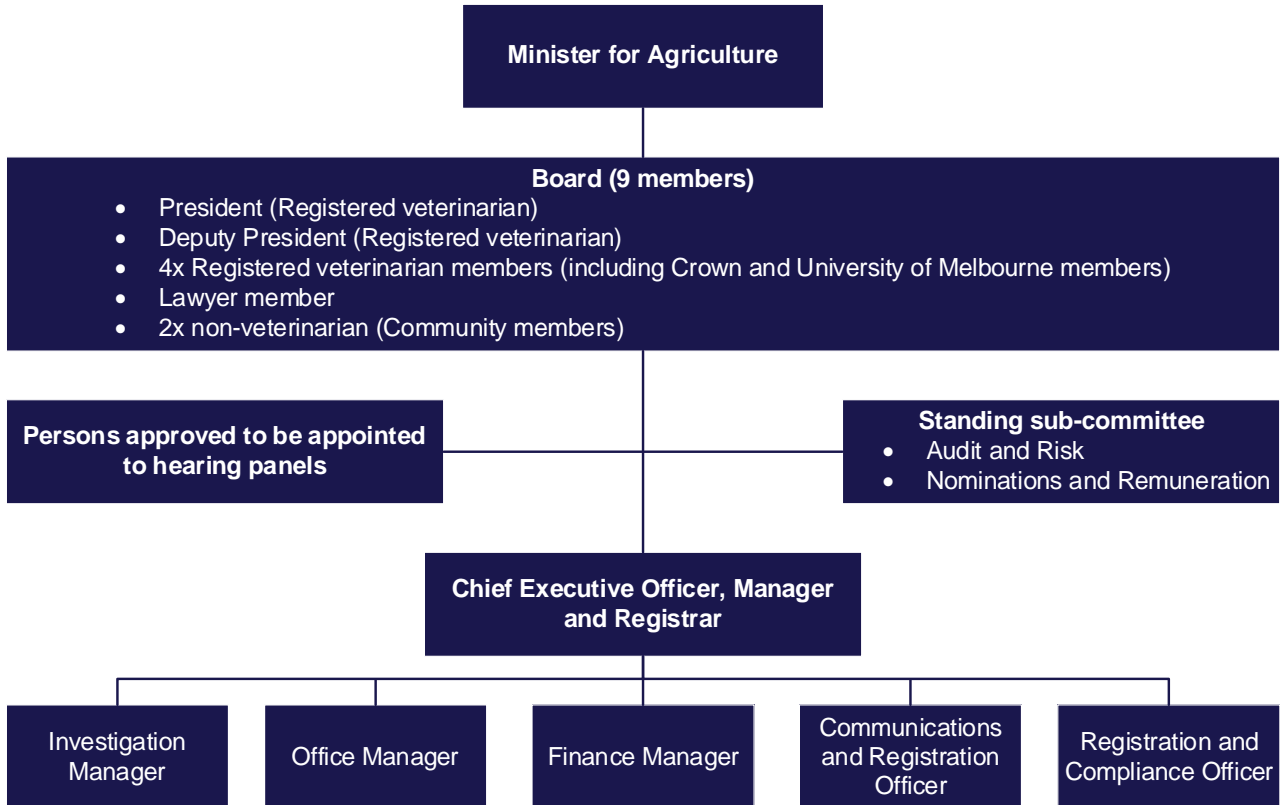 Minister for Agriculture
Board (9 members)
• President (Registered veterinarian)
• Deputy President (Registered veterinarian)
• 4x Registered veterinarian members (including Crown and University of Melbourne members)
• Lawyer member
• 2x non-veterinarian (Community members)
Persons approved to be appointed
to hearing panels
Standing sub-committee
• Audit and Risk
• Nominations and Remuneration
Chief Executive Officer, Manager
and Registrar
Investigation
Manager
Office Manager
Finance Manager
Communications
and Registration
Officer
Registration and
Compliance Officer